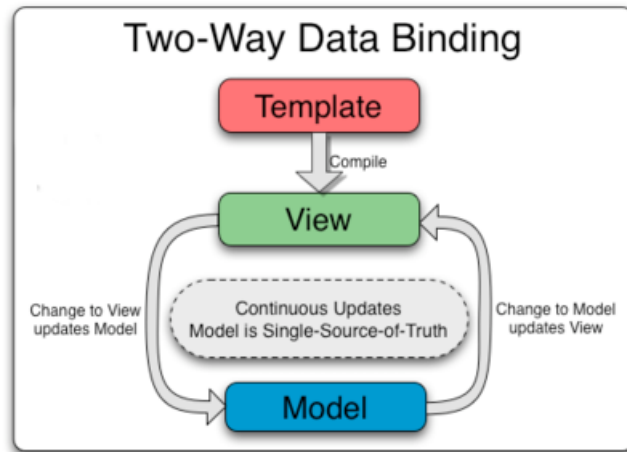 Two-Way Data Binding
Template
Compile
View
Change to View
updates Model
Continuous Updates
Model is Single-Source-of-Truth
Change to Model
updates View
Model